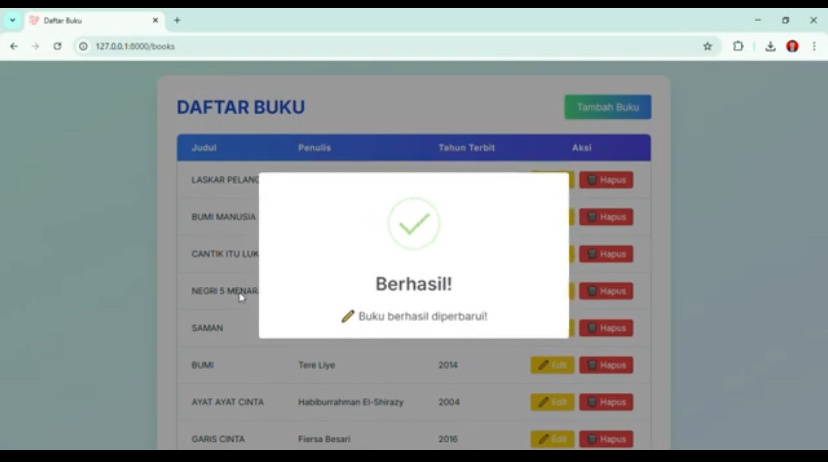 Daftar Buku
127.0.0.1:8000/books
DAFTAR BUKU
Tambah Buku
Judul Penulis Tahun Terbit Aksi
LASKAR PELANG Hapus
BUMI MANUSIA Hapus
CANTIK ITU LUK Hapus
NEGRI 5 MENAR Hapus
SAMAN Hapus
Berhasil!
Buku berhasil diperbarui!
BUMI Tere Liye 2014 Edit Hapus
AYAT AYAT CINTA Habiburrahman El-Shirazy 2004 Edit Hapus
GARIS CINTA Fiersa Besari 2016 Edit Hapus